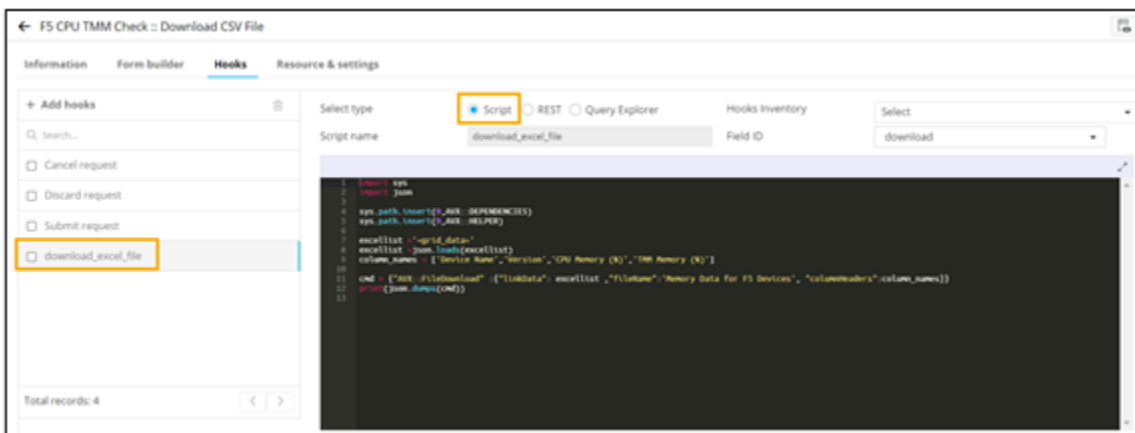 ← F5 CPU TMM Check :: Download CSV File
Information Form builder Hooks Resource & settings
+ Add hooks
Search...
Cancel request
Discard request
Submit request
download_excel_file
Total records: 4
Select type Script REST Query Explorer Hooks Inventory Select
Script name download_excel_file Field ID download
1 import sys
2 import json
3
4 sys.path.insert(0,AVX::DEPENDENCIES)
5 sys.path.insert(0,AVX::HELPER)
6
7 excellist ='<grid_data>'
8 excellist =json.loads(excellist)
9 column_names = ['Device Name','Version','CPU Memory (%)','TMM Memory (%)']
10
11 cmd = {"AVX::FileDownload" :{"linkData": excellist ,"fileName":'Memory Data for F5 Devices', "columnHeaders":column_names}}
12 print(json.dumps(cmd))
13